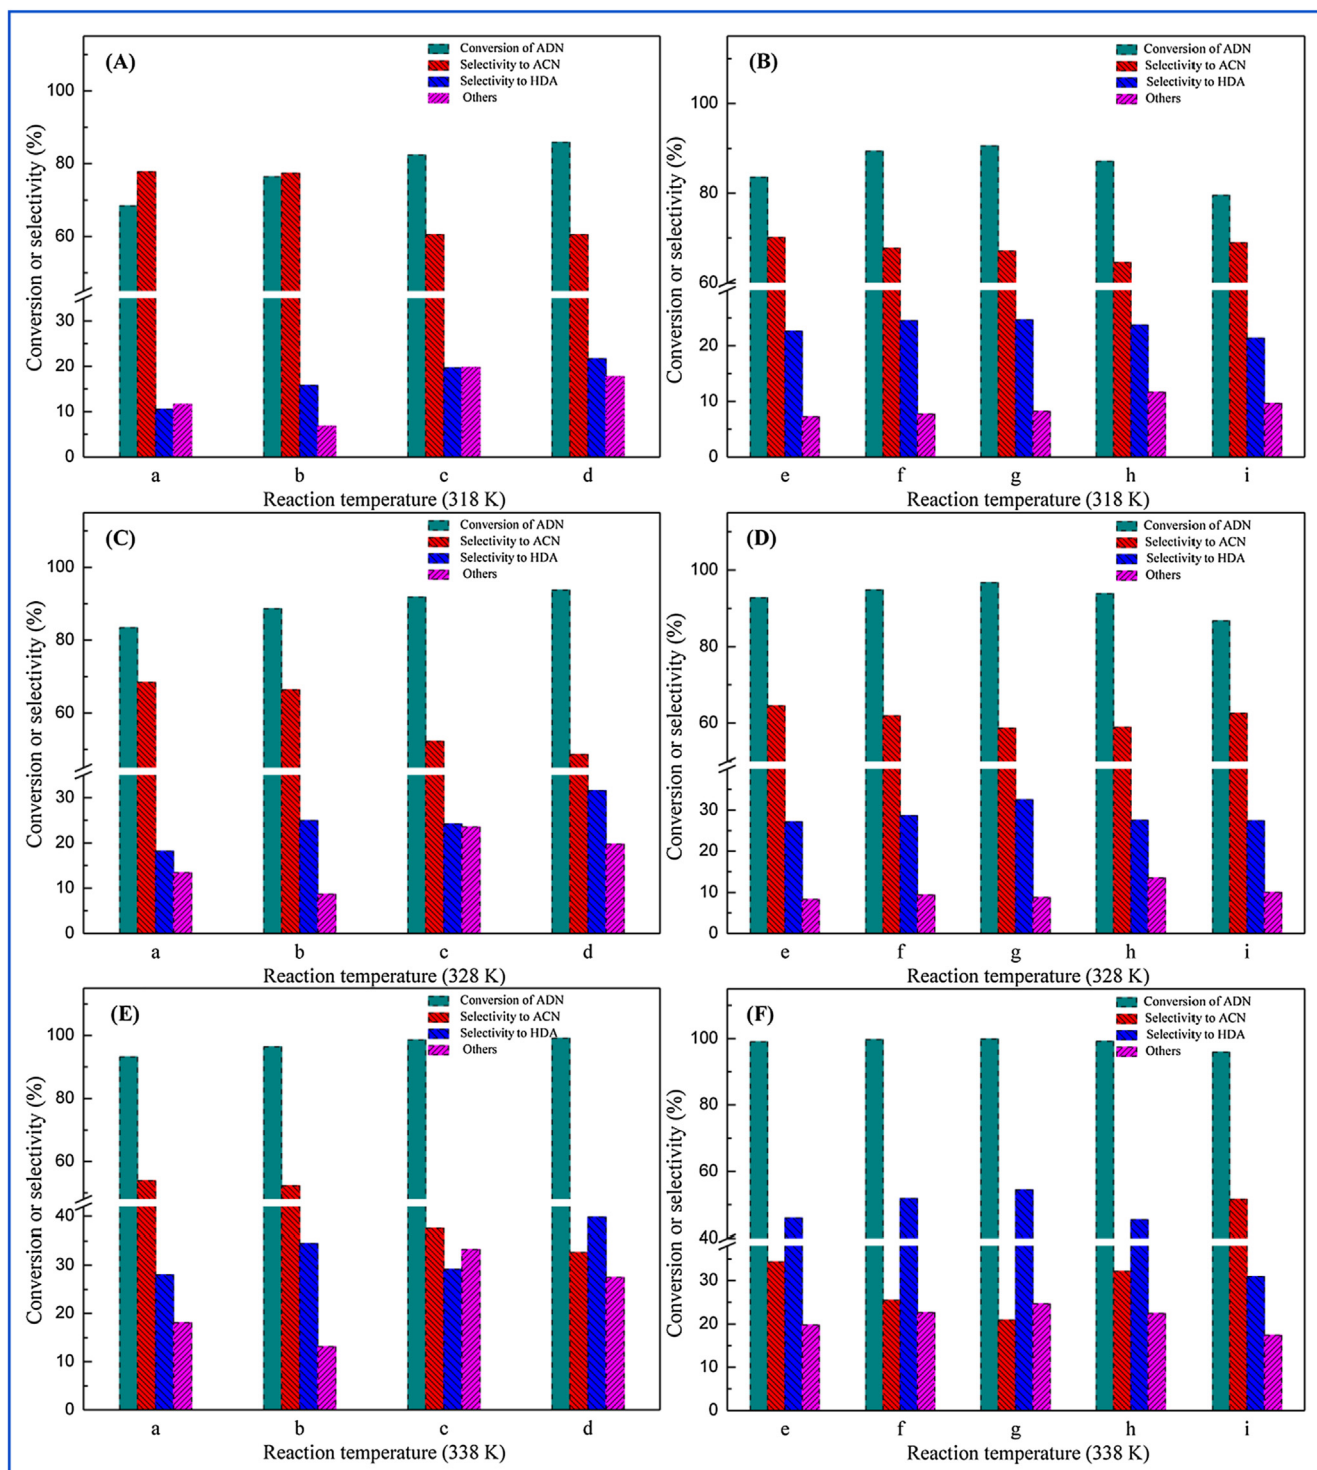 (A)
Conversion of ADN
Selectivity to ACN
Selectivity to HDA
Others
Conversion or selectivity (%)
100
80
60
30
20
10
0
a b c d
Reaction temperature (318 K)
(B)
Conversion of ADN
Selectivity to ACN
Selectivity to HDA
Others
Conversion or selectivity (%)
100
80
60
20
10
0
e f g h i
Reaction temperature (318 K)
(C)
Conversion of ADN
Selectivity to ACN
Selectivity to HDA
Others
Conversion or selectivity (%)
100
80
60
30
20
10
0
a b c d
Reaction temperature (328 K)
(D)
Conversion of ADN
Selectivity to ACN
Selectivity to HDA
Others
Conversion or selectivity (%)
100
80
60
30
20
10
0
e f g h i
Reaction temperature (328 K)
(E)
Conversion of ADN
Selectivity to ACN
Selectivity to HDA
Others
Conversion or selectivity (%)
100
80
60
40
30
20
10
0
a b c d
Reaction temperature (338 K)
(F)
Conversion of ADN
Selectivity to ACN
Selectivity to HDA
Others
Conversion or selectivity (%)
100
80
60
40
30
20
10
0
e f g h i
Reaction temperature (338 K)